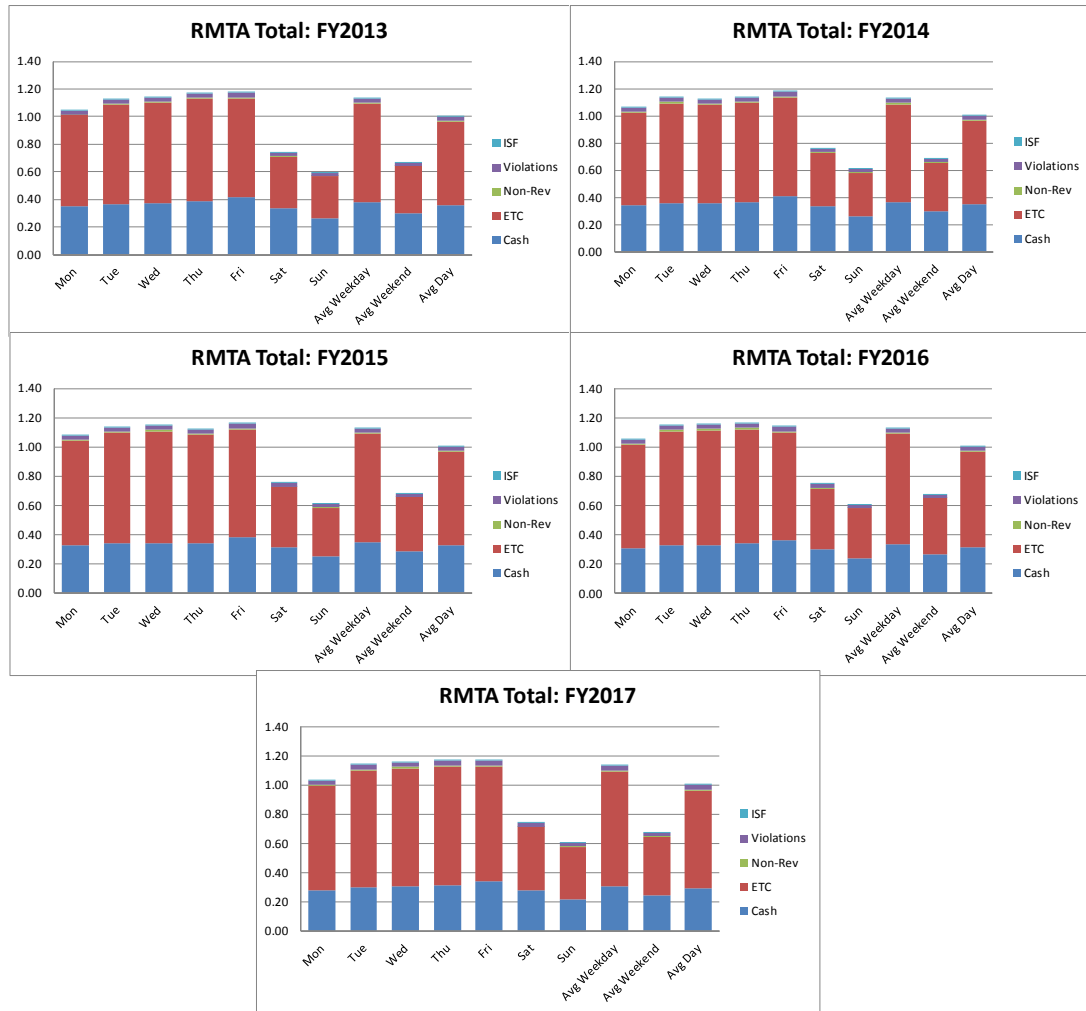 RMTA Total: FY2013
1.40
1.20
1.00
0.80
0.60
0.40
0.20
0.00
Mon
Tue
Wed
Thu
Fri
Sat
Sun
Avg Weekday
Avg Weekend
Avg Day
ISF
Violations
Non-Rev
ETC
Cash
RMTA Total: FY2014
1.40
1.20
1.00
0.80
0.60
0.40
0.20
0.00
Mon
Tue
Wed
Thu
Fri
Sat
Sun
Avg Weekday
Avg Weekend
Avg Day
ISF
Violations
Non-Rev
ETC
Cash
RMTA Total: FY2015
1.40
1.20
1.00
0.80
0.60
0.40
0.20
0.00
Mon
Tue
Wed
Thu
Fri
Sat
Sun
Avg Weekday
Avg Weekend
Avg Day
ISF
Violations
Non-Rev
ETC
Cash
RMTA Total: FY2016
1.40
1.20
1.00
0.80
0.60
0.40
0.20
0.00
Mon
Tue
Wed
Thu
Fri
Sat
Sun
Avg Weekday
Avg Weekend
Avg Day
ISF
Violations
Non-Rev
ETC
Cash
RMTA Total: FY2017
1.40
1.20
1.00
0.80
0.60
0.40
0.20
0.00
Mon
Tue
Wed
Thu
Fri
Sat
Sun
Avg Weekday
Avg Weekend
Avg Day
ISF
Violations
Non-Rev
ETC
Cash